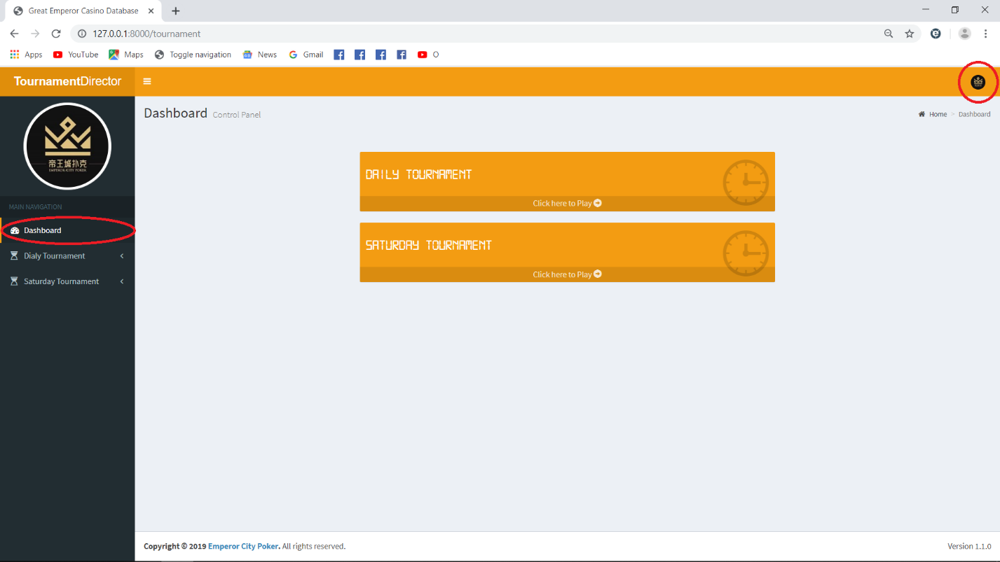 Great Emperor Casino Database
127.0.0.1:8000/tournament
Apps YouTube Maps Toggle navigation News Gmail O
TournamentDirector
Dashboard Control Panel
Home > Dashboard
帝王城扑克
EMPEROR CITY POKER
MAIN NAVIGATION
Dashboard
Dialy Tournament
Saturday Tournament
DAILY TOURNAMENT
Click here to Play
SATURDAY TOURNAMENT
Click here to Play
Copyright © 2019 Emperor City Poker. All rights reserved.
Version 1.1.0